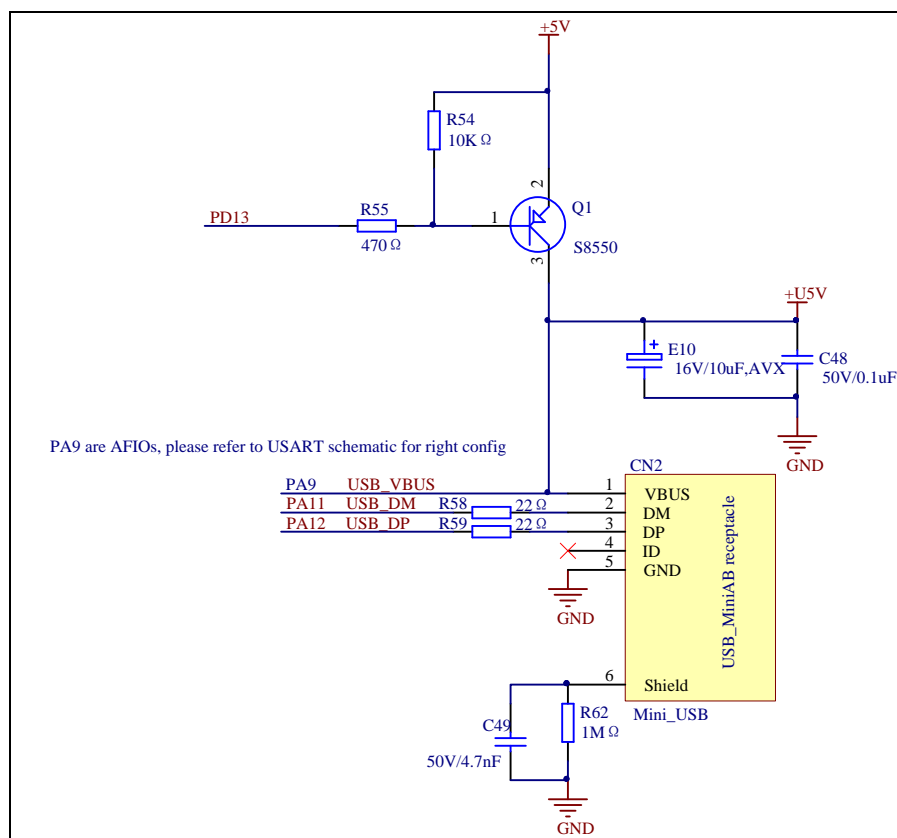 +5V
R54
10K Ω
2
Q1
PD13
R55
1
470 Ω
S8550
3
+U5V
E10
16V/10uF,AVX
C48
50V/0.1uF
GND
PA9 are AFIOs, please refer to USART schematic for right config
CN2
PA9 USB_VBUS 1 VBUS
PA11 USB_DM R58 22 Ω 2 DM
PA12 USB_DP R59 22 Ω 3 DP
4 ID
5 GND
GND
USB_MiniAB receptacle
6 Shield
Mini_USB
C49
50V/4.7nF
R62
1M Ω
GND